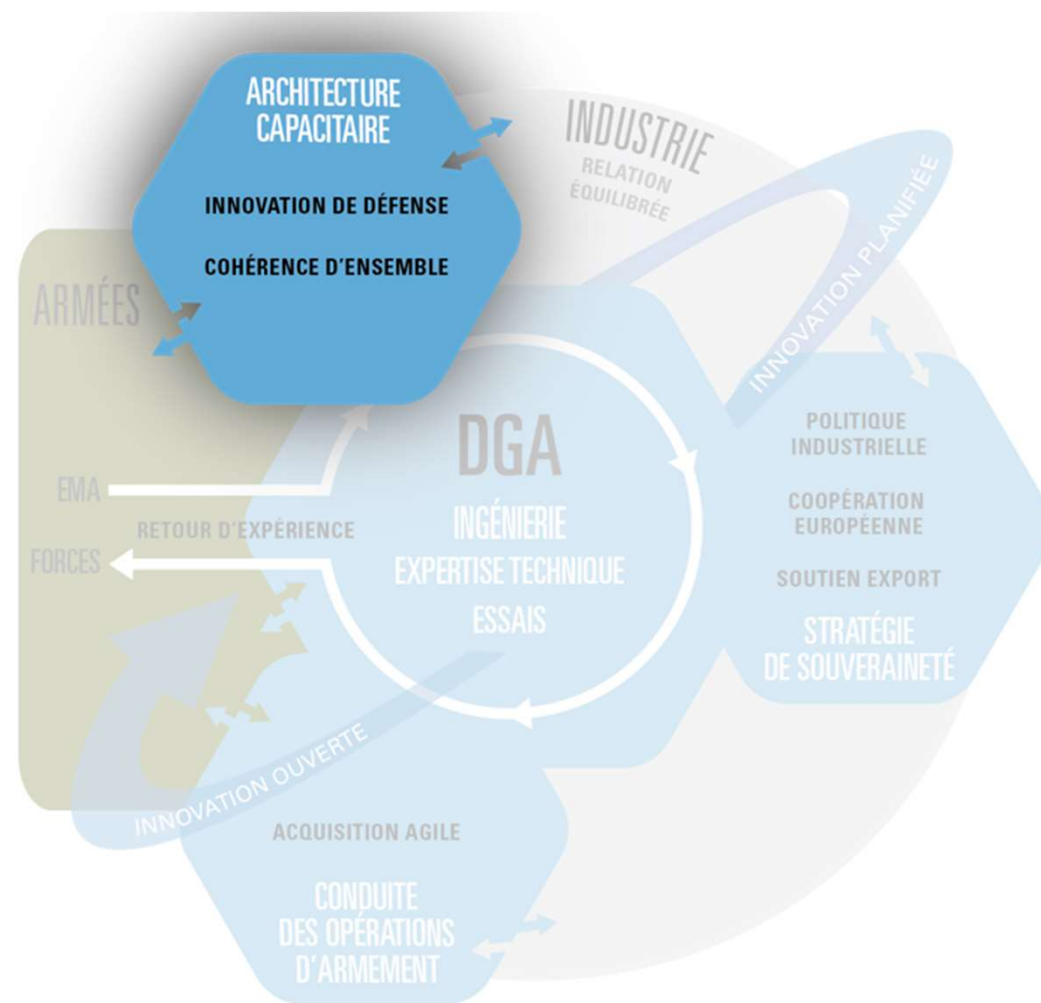 ARCHITECTURE
CAPACITAIRE
INNOVATION DE DÉFENSE
COHÉRENCE D'ENSEMBLE
INDUSTRIE
RELATION
ÉQUILIBRÉE
INNOVATION PLANIFIÉE
ARMÉES
EMA
RETOUR D'EXPÉRIENCE
FORCES
DGA
INGÉNIERIE
EXPERTISE TECHNIQUE
ESSAIS
POLITIQUE
INDUSTRIELLE
COOPÉRATION
EUROPÉENNE
SOUTIEN EXPORT
STRATÉGIE
DE SOUVERAINETÉ
INNOVATION OUVERTE
ACQUISITION AGILE
CONDUITE
DES OPÉRATIONS
D'ARMEMENT